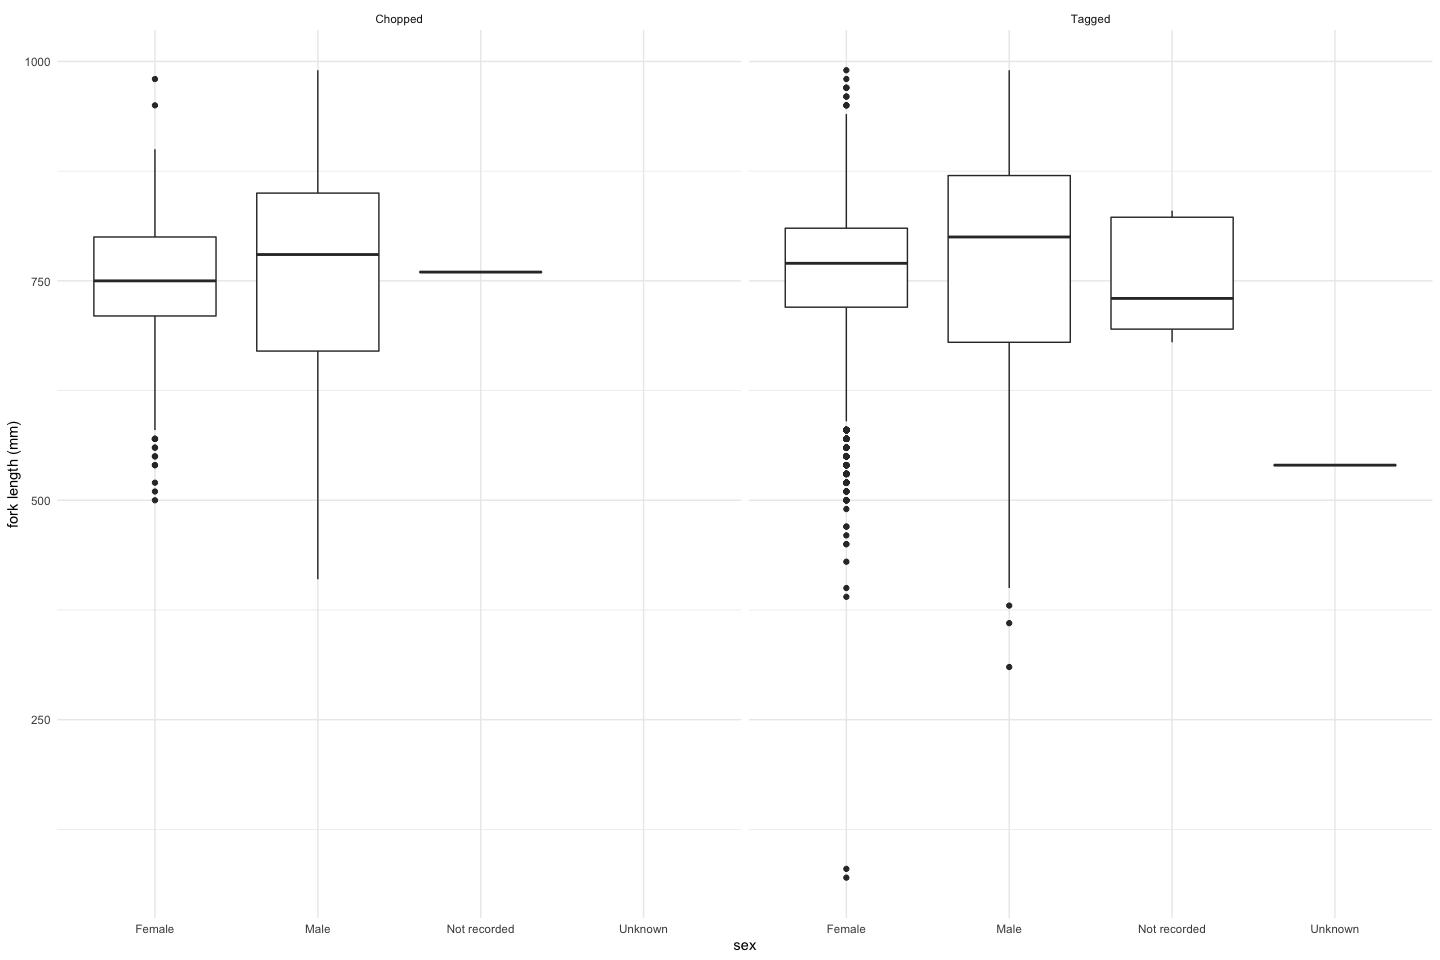 Chopped
Tagged
1000
750
500
250
fork length (mm)
Female
Male
Not recorded
Unknown
Female
Male
Not recorded
Unknown
sex